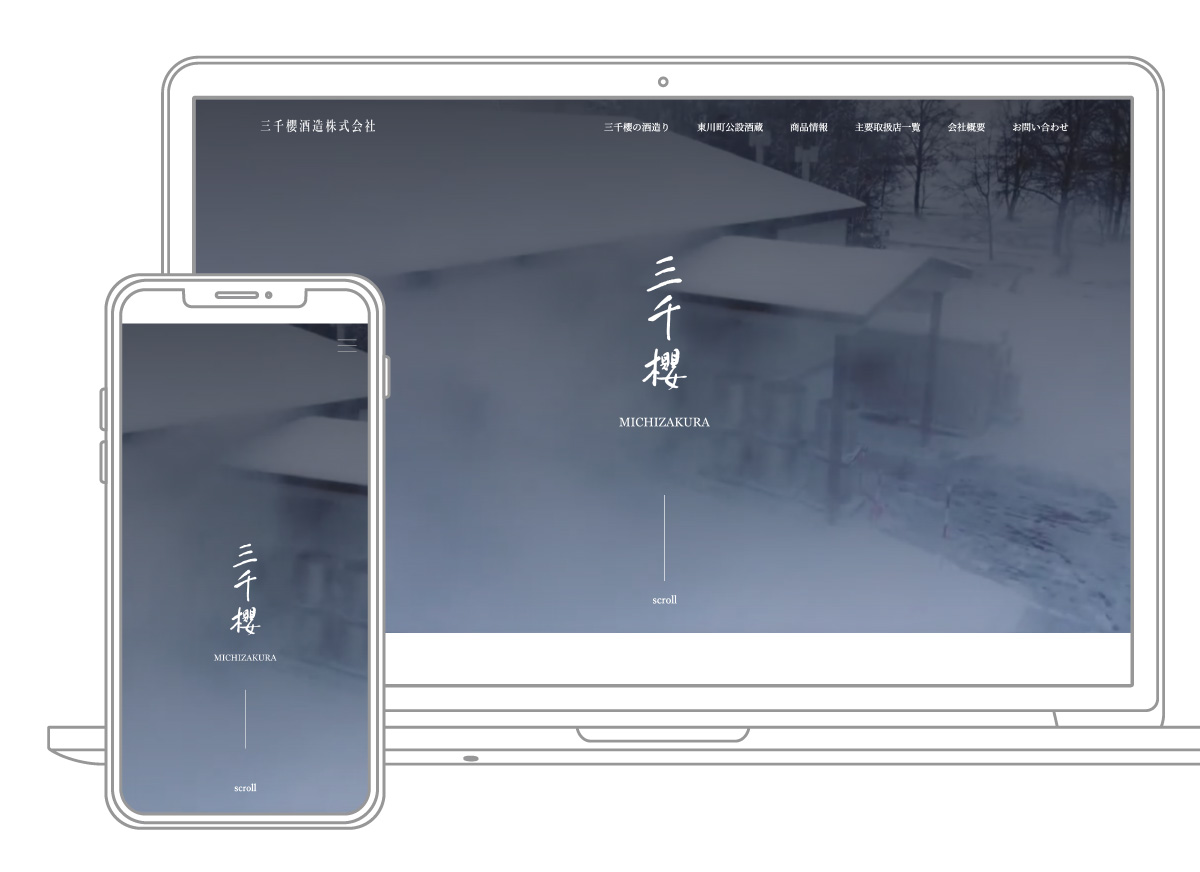 三千櫻酒造株式会社
三千櫻の酒造り 東川町公設酒蔵 商品情報 主要取扱店一覧 会社概要 お問い合わせ
三千櫻
MICHIZAKURA
scroll
三千櫻
MICHIZAKURA
scroll